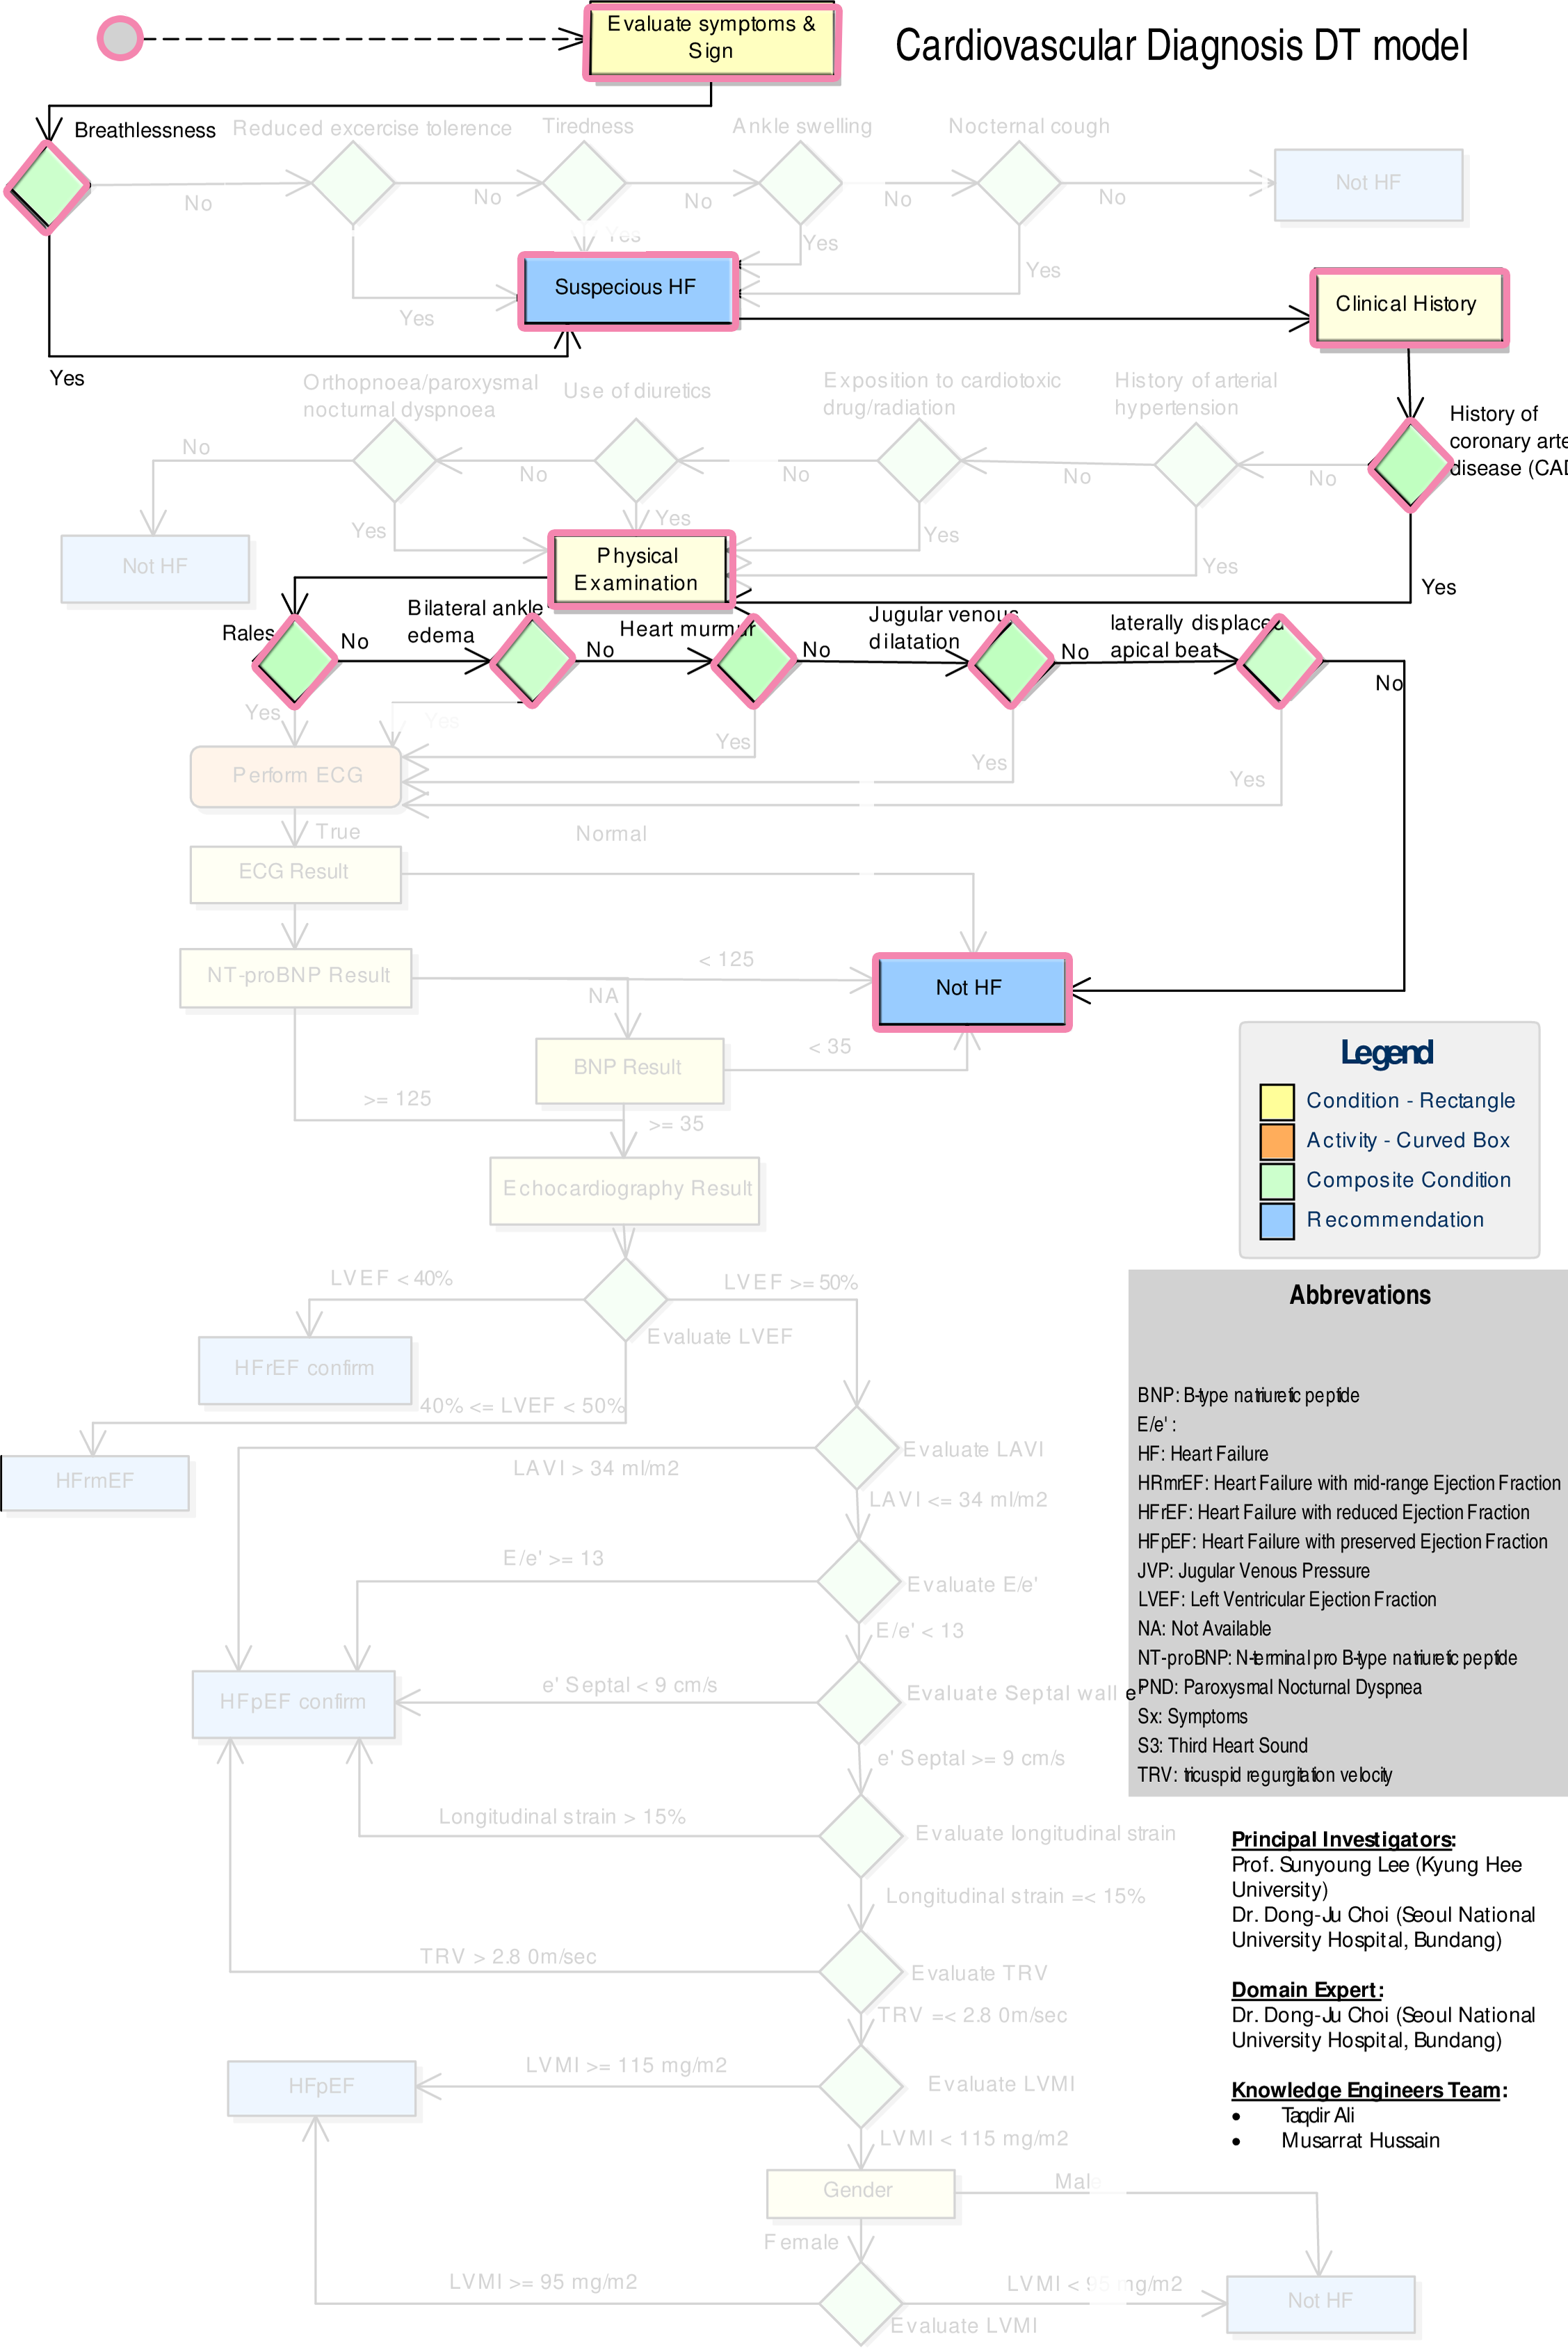 Evaluate symptoms &
Sign
Cardiovascular Diagnosis DT model
Breathlessness
Reduced excercise tolerence
Tiredness
Ankle swelling
Nocternal cough
Not HF
No
No
No
No
No
Yes
Yes
Yes
Suspecious HF
Clinical History
Yes
Yes
Orthopnoea/paroxysmal
nocturnal dyspnoea
Use of diuretics
Exposition to cardiotoxic
drug/radiation
History of arterial
hypertension
History of
coronary arte
disease (CAD
No
No
No
No
No
Yes
Yes
Yes
Yes
Yes
Not HF
Physical
Examination
Rales
Bilateral ankle
edema
Heart murmur
Jugular venous
dilatation
laterally displaced
apical beat
No
No
No
No
No
Yes
Yes
Yes
Yes
Yes
Perform ECG
True
Normal
ECG Result
NT-proBNP Result
< 125
NA
Not HF
BNP Result
< 35
>= 125
>= 35
Echocardiography Result
Legend
Condition - Rectangle
Activity - Curved Box
Composite Condition
Recommendation
LVEF < 40%
LVEF >= 50%
Evaluate LVEF
HFrEF confirm
40% <= LVEF < 50%
HFrmEF
Evaluate LAVI
LAVI > 34 ml/m2
LAVI <= 34 ml/m2
E/e' >= 13
Evaluate E/e'
E/e' < 13
HFpEF confirm
e' Septal < 9 cm/s
Evaluate Septal wall e'
e' Septal >= 9 cm/s
Longitudinal strain > 15%
Evaluate longitudinal strain
Longitudinal strain =< 15%
TRV > 2.8 0m/sec
Evaluate TRV
TRV =< 2.8 0m/sec
HFpEF
LVMI >= 115 mg/m2
Evaluate LVMI
LVMI < 115 mg/m2
Gender
Male
Female
LVMI >= 95 mg/m2
LVMI < 95 mg/m2
Evaluate LVMI
Not HF
Abbrevations
BNP: B-type natriuretic peptide
E/e' :
HF: Heart Failure
HRmrEF: Heart Failure with mid-range Ejection Fraction
HFrEF: Heart Failure with reduced Ejection Fraction
HFpEF: Heart Failure with preserved Ejection Fraction
JVP: Jugular Venous Pressure
LVEF: Left Ventricular Ejection Fraction
NA: Not Available
NT-proBNP: N-terminal pro B-type natriuretic peptide
PND: Paroxysmal Nocturnal Dyspnea
Sx: Symptoms
S3: Third Heart Sound
TRV: tricuspid regurgitation velocity
Principal Investigators:
Prof. Sunyoung Lee (Kyung Hee
University)
Dr. Dong-Ju Choi (Seoul National
University Hospital, Bundang)
Domain Expert:
Dr. Dong-Ju Choi (Seoul National
University Hospital, Bundang)
Knowledge Engineers Team:
• Taqdir Ali
• Musarrat Hussain